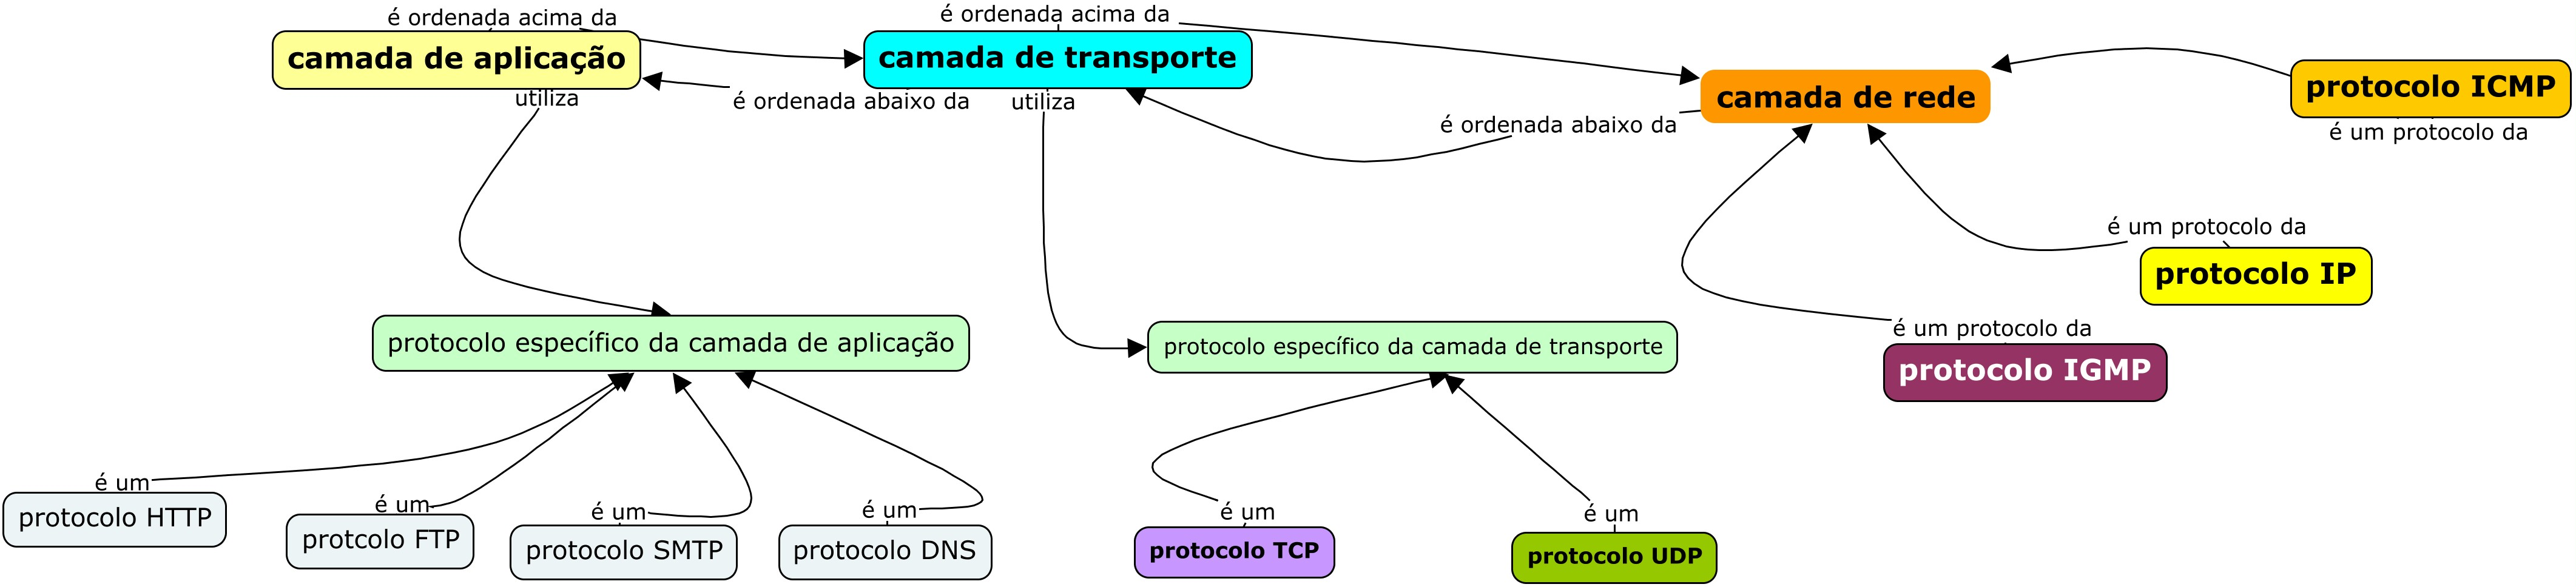 é ordenada acima da
é ordenada acima da
camada de aplicação
camada de transporte
camada de rede
protocolo ICMP
utiliza
é ordenada abaixo da
utiliza
é ordenada abaixo da
é um protocolo da
é um protocolo da
protocolo IP
é um protocolo da
protocolo IGMP
protocolo específico da camada de aplicação
protocolo específico da camada de transporte
é um
é um
é um
é um
é um
é um
protocolo HTTP
protcolo FTP
protocolo SMTP
protocolo DNS
protocolo TCP
protocolo UDP